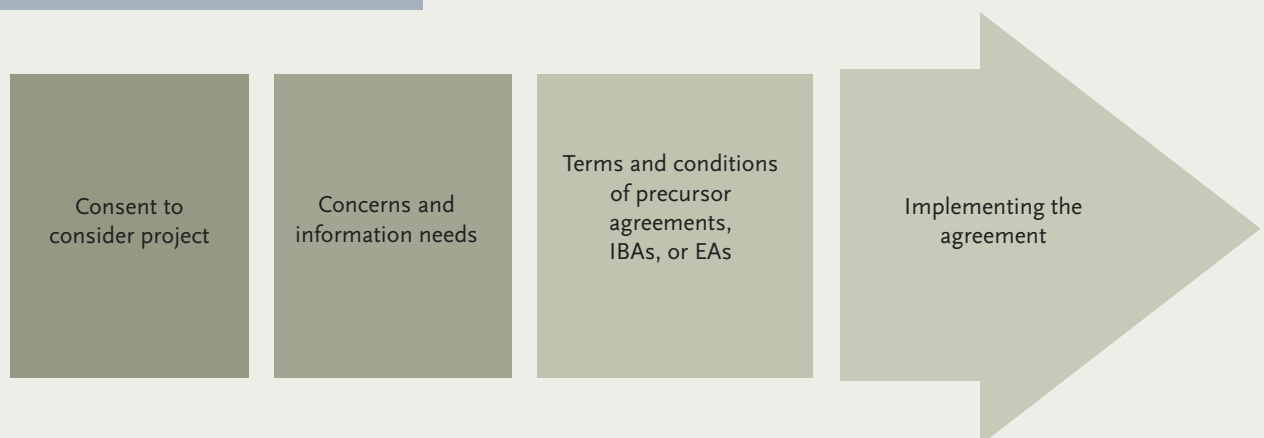 Consent to
consider project
Concerns and
information needs
Terms and conditions
of precursor
agreements,
IBAs, or EAs
Implementing the
agreement